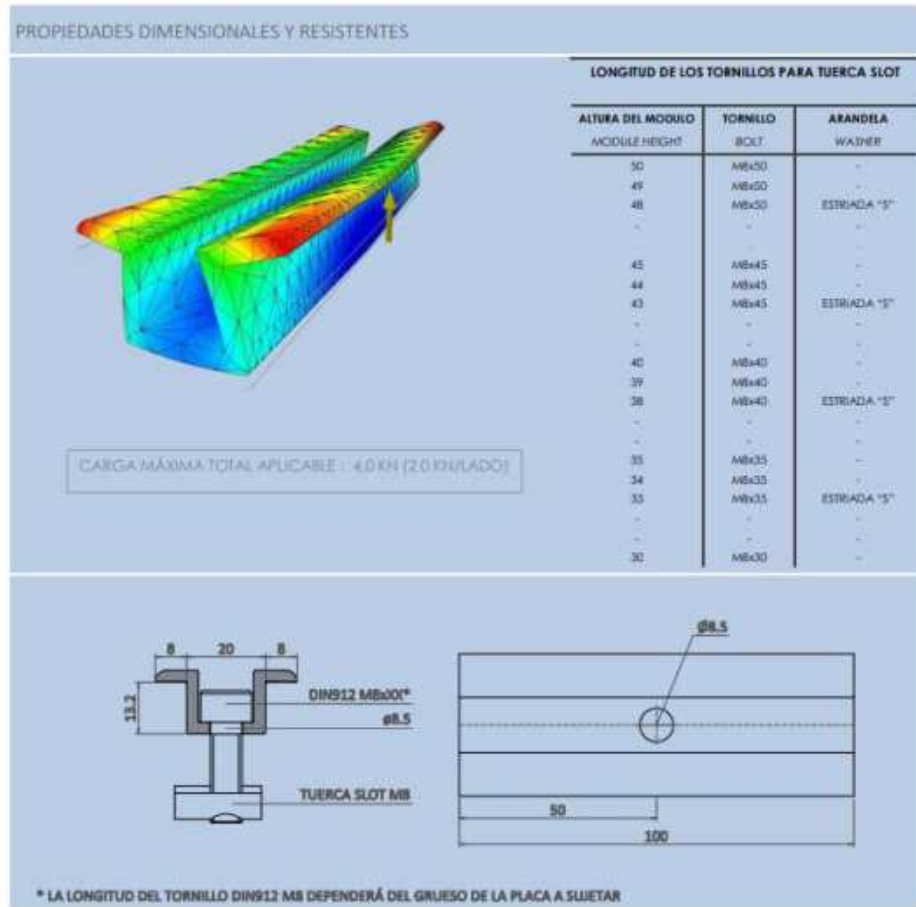 PROPIEDADES DIMENSIONALES Y RESISTENTES
LONGITUD DE LOS TORNILLOS PARA TUERCA SLOT
ALTURA DEL MODULO TORNILLO ARANDELA
MODULE HEIGHT BOLT WASHER
50 M8x50 -
49 M8x50 -
48 M8x50 ESTRIADA "S"
- - -
45 M8x45 -
44 M8x45 -
43 M8x45 ESTRIADA "S"
- - -
- - -
40 M8x40 -
39 M8x40 -
38 M8x40 ESTRIADA "S"
- - -
- - -
35 M8x35 -
34 M8x35 -
33 M8x35 ESTRIADA "S"
- - -
- - -
30 M8x30 -
CARGA MÁXIMA TOTAL APLICABLE : 4,0 KN (2.0 KN/LADO)
8 20 8
13.2
DIN912 M8xXX*
ø8.5
TUERCA SLOT M8
Ø8.5
50
100
* LA LONGITUD DEL TORNILLO DIN912 M8 DEPENDERÁ DEL GRUESO DE LA PLACA A SUJETAR